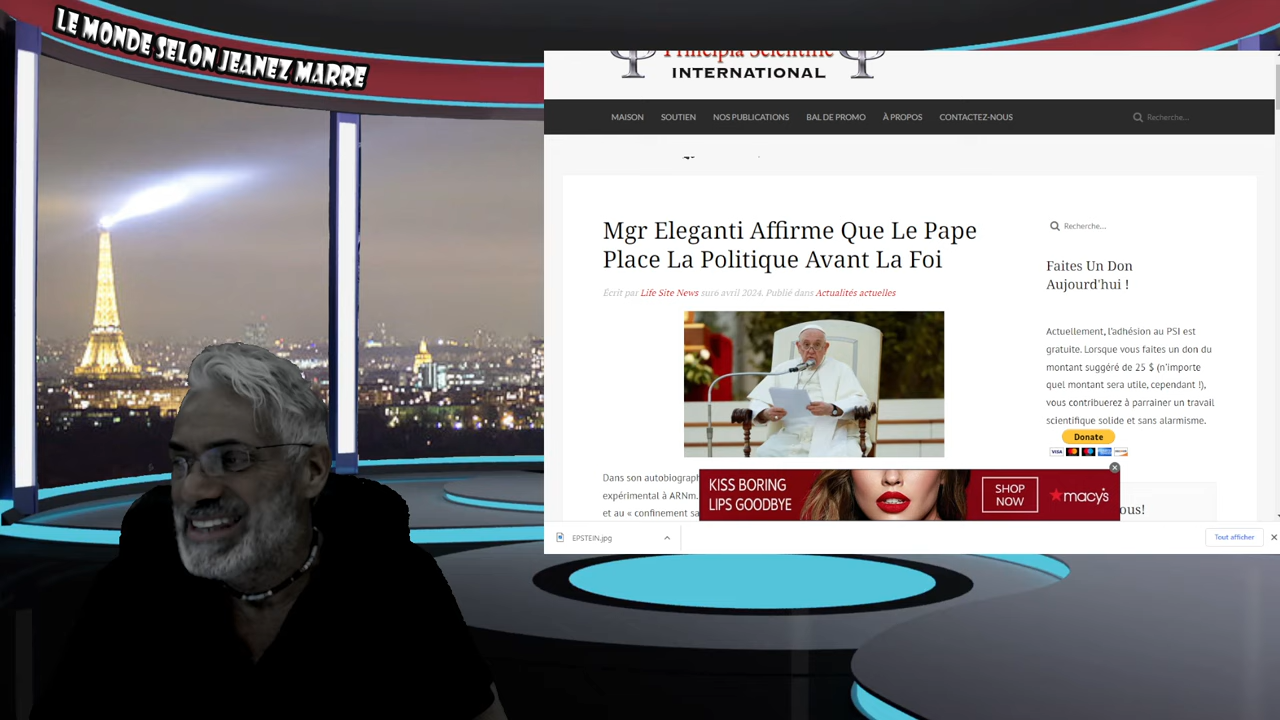 LE MONDE SELON JEANEZ MARRE
Principia Scientific
INTERNATIONAL
MAISON SOUTIEN NOS PUBLICATIONS BAL DE PROMO À PROPOS CONTACTEZ-NOUS Recherche...
Mgr Eleganti Affirme Que Le Pape
Place La Politique Avant La Foi
Ecrit par Life Site News suro avril 2024. Publié dans Actualités actuelles
Recherche...
Faites Un Don
Aujourd'hui !
Actuellement, l'adhésion au PSI est
gratuite. Lorsque vous faites un don du
montant suggéré de 25 $ (n'importe
quel montant sera utile, cependant !),
vous contribuerez à parrainer un travail
scientifique solide et sans alarmisme.
Donate
VISA
Dans son autobiograph
expérimental à ARNm.
et au « confinement sa
KISS BORING
LIPS GOODBYE
SHOP
NOW
macys
ous!
EPSTEIN.jpg
Tout afficher